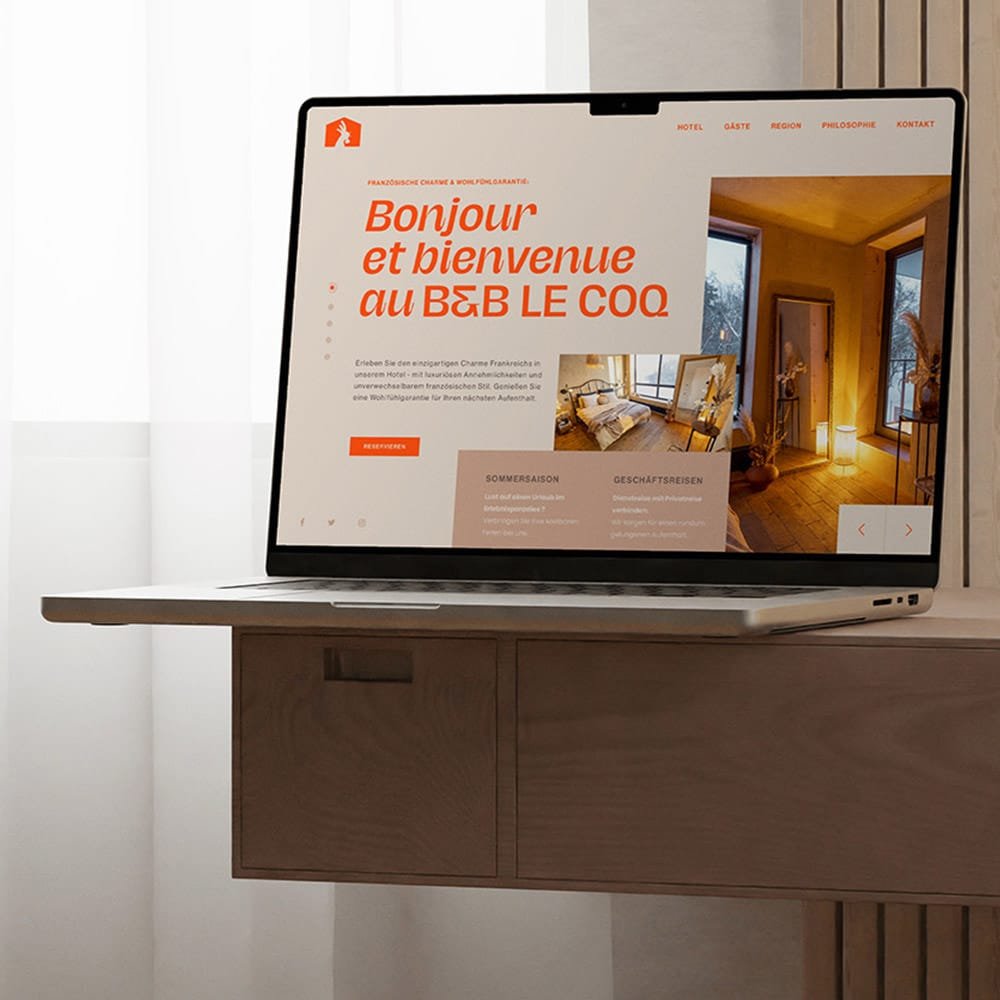 HOTEL GÄSTE REGION PHILOSOPHIE KONTAKT
FRANZÖSISCHE CHARME & WOHLFÜHLGARANTIE:
Bonjour
et bienvenue
au B&B LE COQ
Erleben Sie den einzigartigen Charme Frankreichs in
unserem Hotel - mit luxuriösen Annehmlichkeiten und
unverwechselbarem französischen Stil. Genießen Sie
eine Wohlfühlgarantie für Ihren nächsten Aufenthalt.
RESERVIEREN
SOMMERSAISON
Lust auf einen Urlaub im
Erlebnisparadies ?
Verbringen Sie Ihre kostbaren
Ferien bei uns.
GESCHÄFTSREISEN
Dienstreise mit Privatreise
verbinden.
Wir sorgen für einen rundum
gelungenen Aufenthalt.